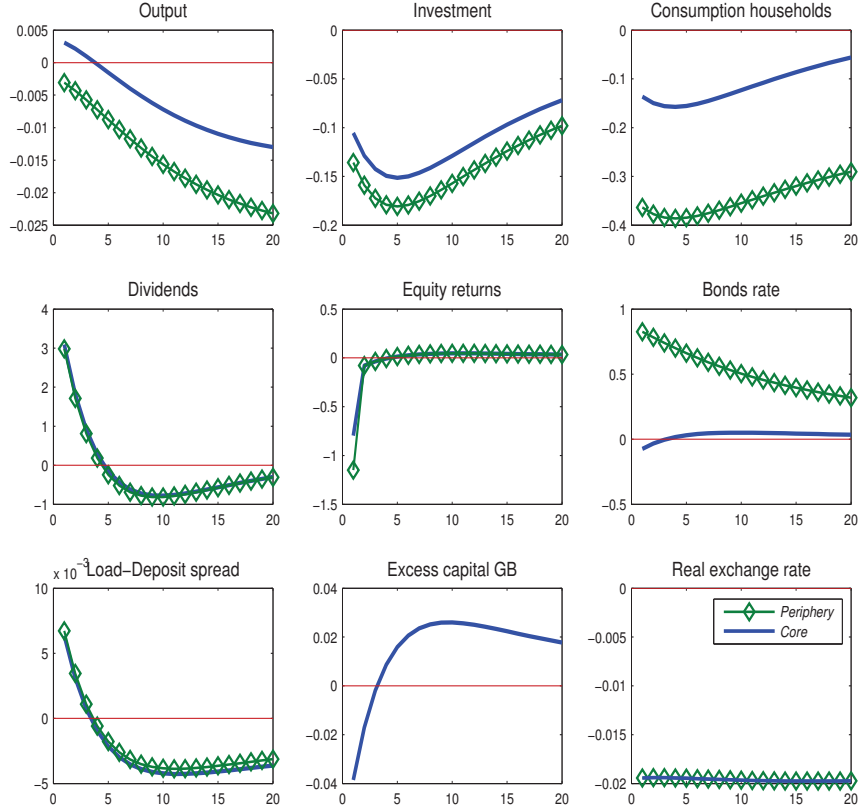 Output
Investment
Consumption households
0.005
0
−0.005
−0.01
−0.015
−0.02
−0.025
0 5 10 15 20
0
−0.05
−0.1
−0.15
−0.2
0 5 10 15 20
0
−0.1
−0.2
−0.3
−0.4
0 5 10 15 20
Dividends
Equity returns
Bonds rate
4
3
2
1
0
−1
0 5 10 15 20
0.5
0
−0.5
−1
−1.5
0 5 10 15 20
1
0.5
0
−0.5
0 5 10 15 20
x 10−3
Load−Deposit spread
Excess capital GB
Real exchange rate
10
5
0
−5
0 5 10 15 20
0.04
0.02
0
−0.02
−0.04
0 5 10 15 20
0
−0.005
−0.01
−0.015
−0.02
0 5 10 15 20
Periphery
Core